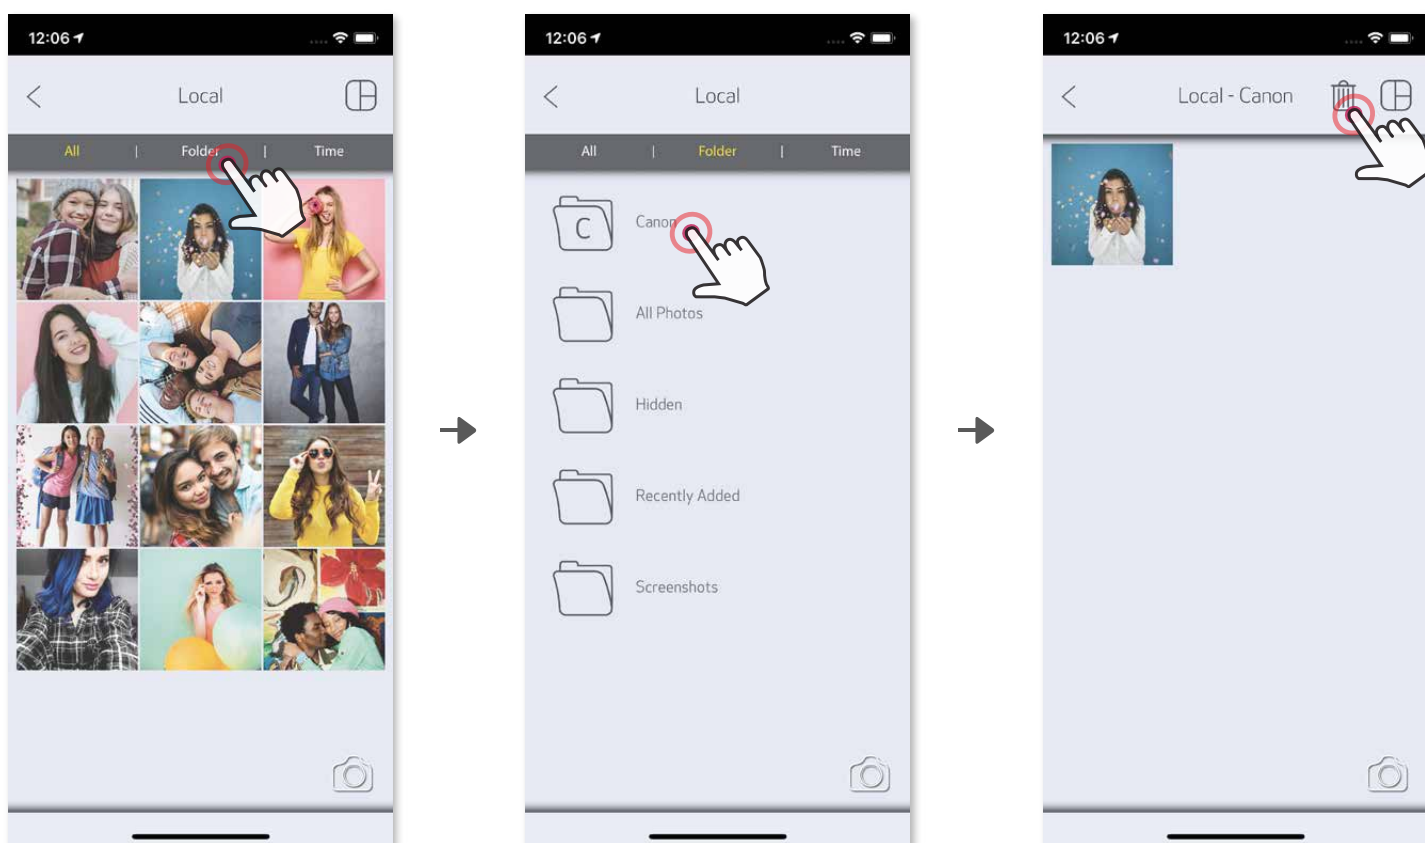 12:06
Local
All | Folder | Time
12:06
Local
All | Folder | Time
C
Canon
All Photos
Hidden
Recently Added
Screenshots
12:06
Local - Canon